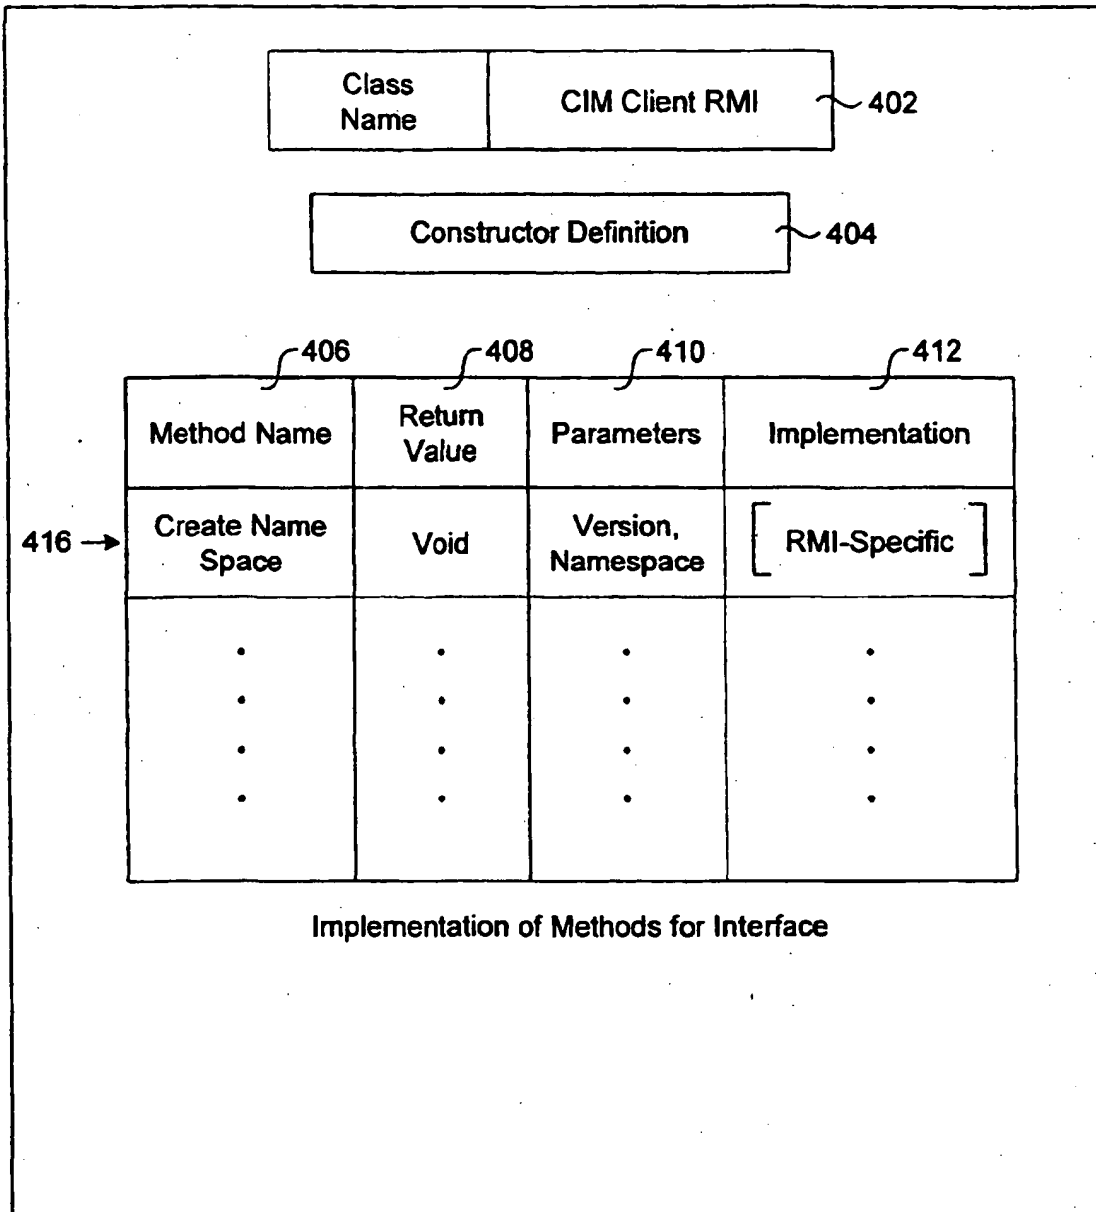 Class
Name
CIM Client RMI
402
Constructor Definition
404
406
408
410
412
Method Name
Return
Value
Parameters
Implementation
416
Create Name
Space
Void
Version,
Namespace
RMI-Specific
Implementation of Methods for Interface